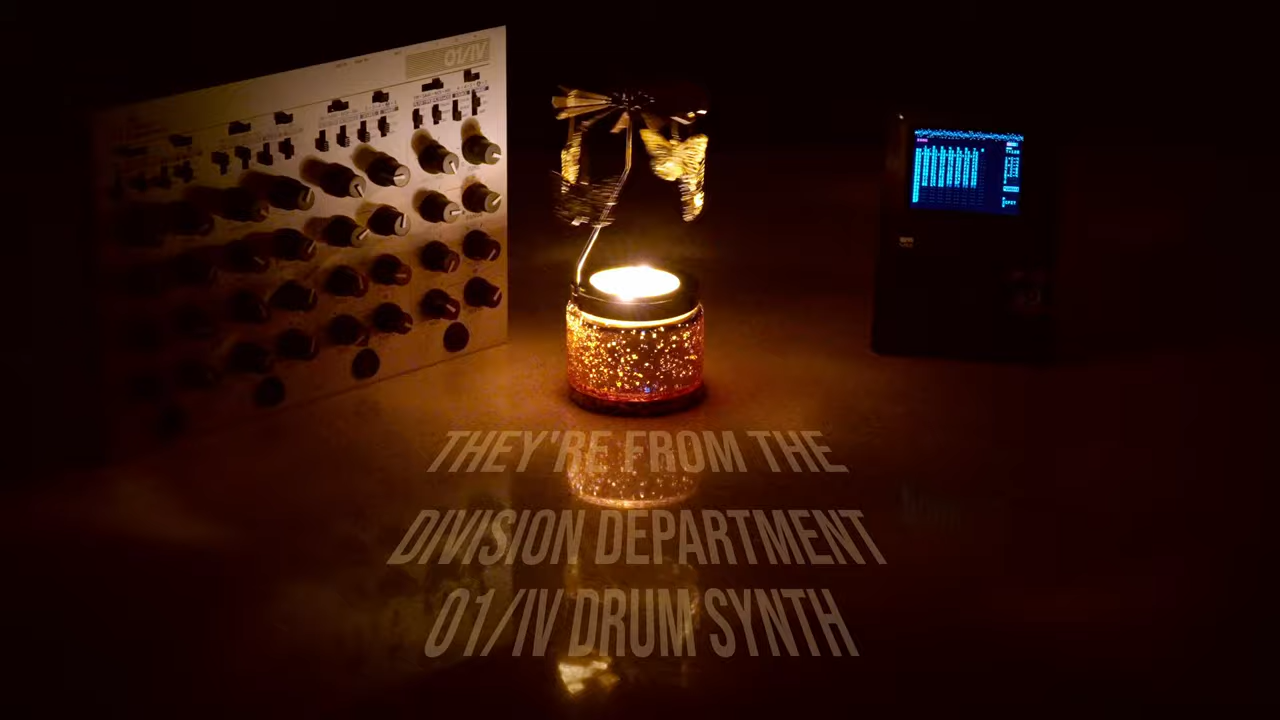 01/IV
THEY'RE FROM THE
DIVISION DEPARTMENT
01/IV DRUM SYNTH